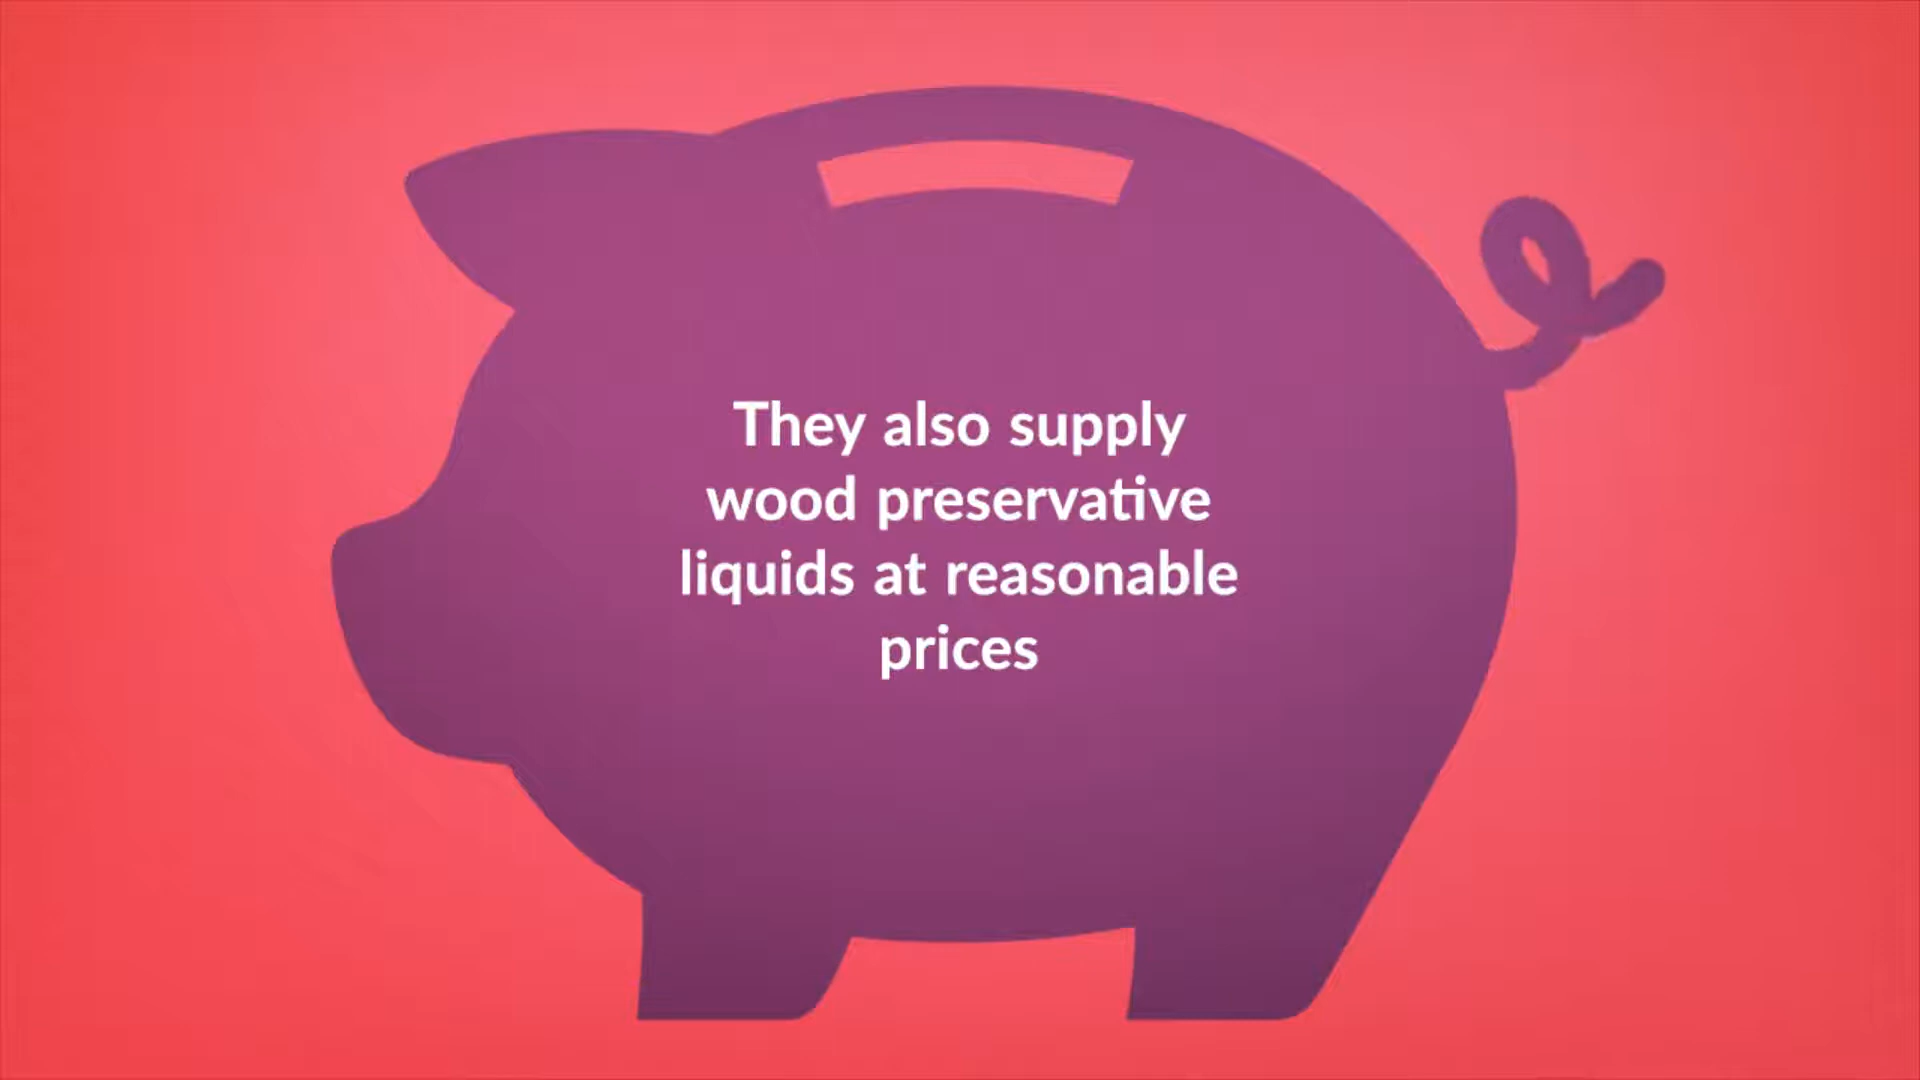 They also supply
wood preservative
liquids at reasonable
prices